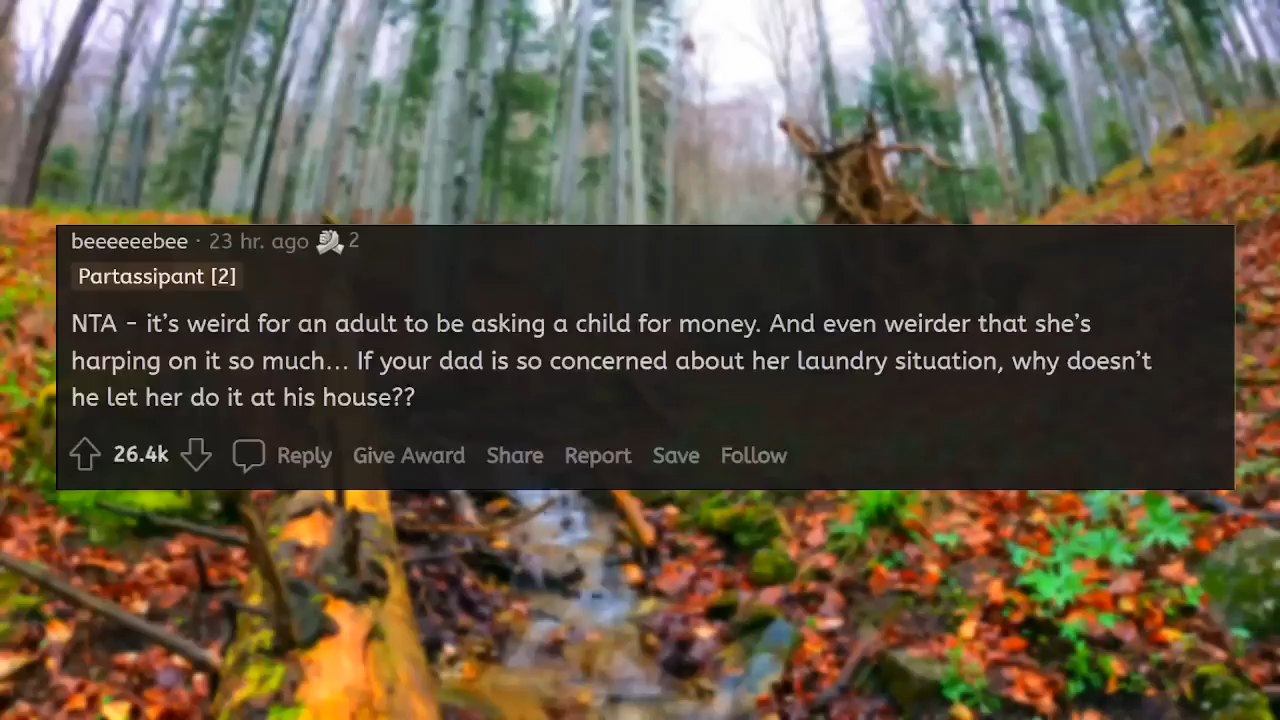 beeeeeebee · 23 hr. ago 2
Partassipant [2]
NTA - it's weird for an adult to be asking a child for money. And even weirder that she's
harping on it so much... If your dad is so concerned about her laundry situation, why doesn't
he let her do it at his house??
26.4k Reply Give Award Share Report Save Follow